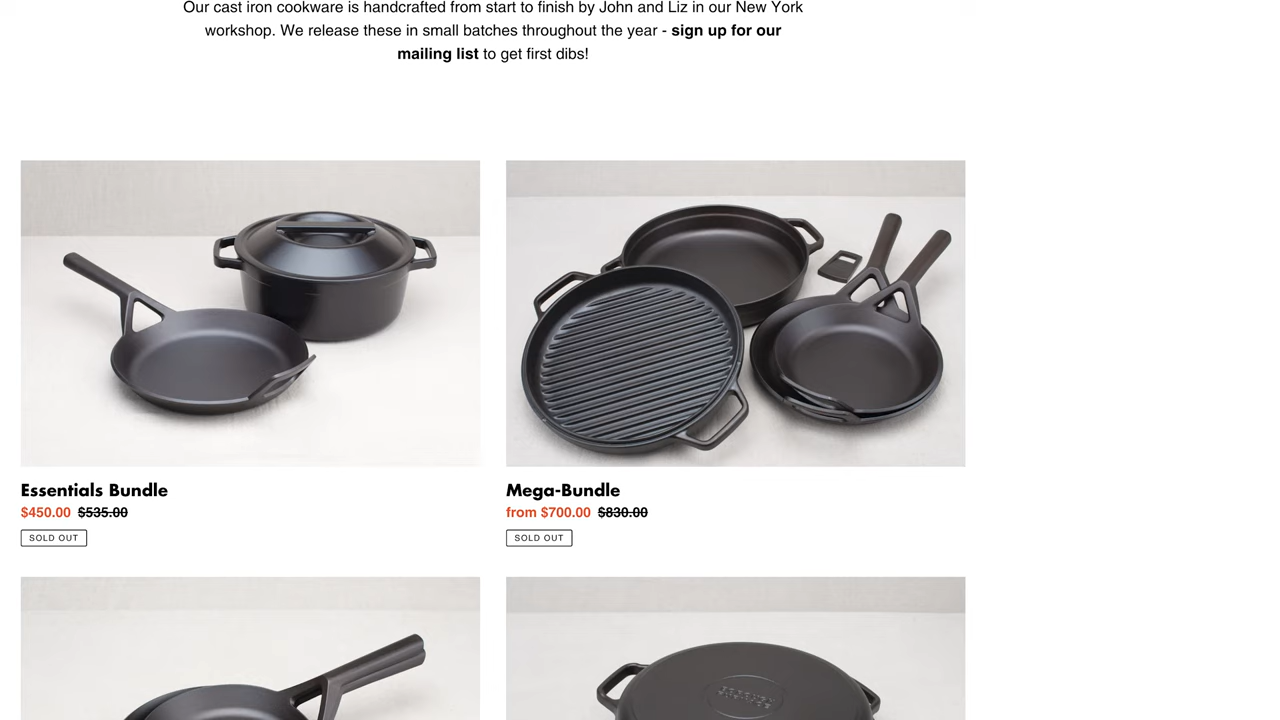 Our cast iron cookware is handcrafted from start to finish by John and Liz in our New York
workshop. We release these in small batches throughout the year - sign up for our
mailing list to get first dibs!
Essentials Bundle
$450.00 $535.00
SOLD OUT
Mega-Bundle
from $700.00 $830.00
SOLD OUT